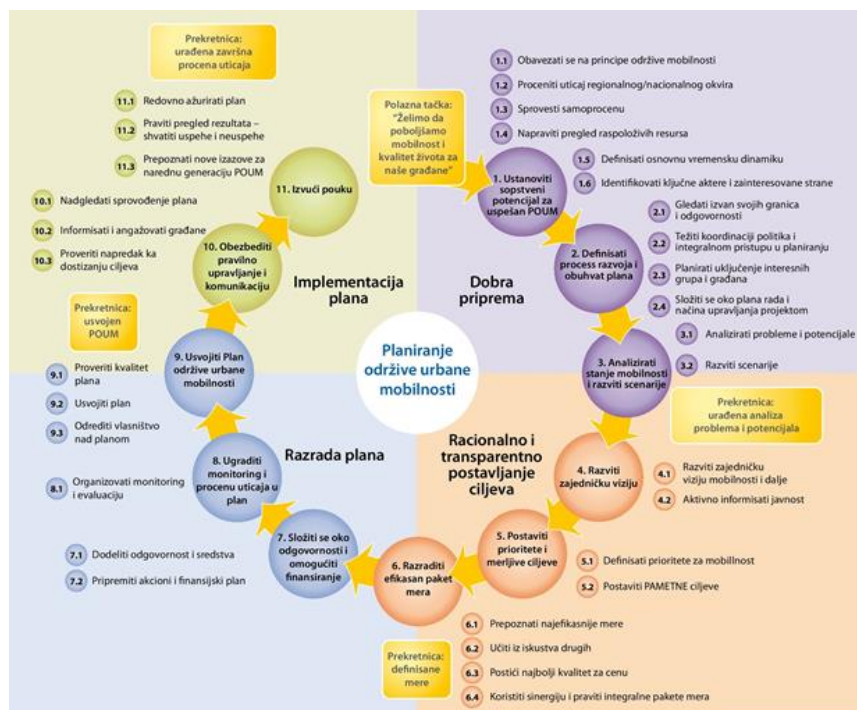 Prekretnica:
urađena završna
procena uticaja
11.1 Redovno ažurirati plan
11.2 Praviti pregled rezultata –
shvatiti uspehe i neuspehe
11.3 Prepoznati nove izazove za
narednu generaciju POUM
11. Izvući pouku
10.1 Nadgledati sprovođenje plana
10.2 Informisati i angažovati građane
10.3 Proveriti napredak ka
dostizanju ciljeva
10. Obezbediti
pravilno
upravljanje i
komunikaciju
Implementacija
plana
Polazna tačka:
"Želimo da
poboljšamo
mobilnost i
kvalitet života za
naše građane"
1.1 Obavezati se na principe održive mobilnosti
1.2 Proceniti uticaj regionalnog/nacionalnog okvira
1.3 Sprovesti samoprocenu
1.4 Napraviti pregled raspoloživih resursa
1.5 Definisati osnovnu vremensku dinamiku
1.6 Identifikovati ključne aktere i zainteresovane strane
1. Ustanoviti
sopstveni
potencijal za
uspešan POUM
2.1 Gledati izvan svojih granica
i odgovornosti
2.2 Težiti koordinaciji politika i
integralnom pristupu u planiranju
2.3 Planirati uključenje interesnih
grupa i građana
2.4 Složiti se oko plana rada i
načina upravljanja projektom
2. Definisati
process razvoja i
obuhvat plana
Dobra
priprema
3.1 Analizirati probleme i potencijale
3.2 Razviti scenarije
3. Analizirati
stanje mobilnosti
i razviti scenarije
Prekretnica:
urađena analiza
problema i potencijala
Planiranje
održive urbane
mobilnosti
Prekretnica:
usvojen
POUM
9.1 Proveriti kvalitet
plana
9.2 Usvojiti plan
9.3 Odrediti vlasništvo
nad planom
9. Usvojiti Plan
održive urbane
mobilnosti
Razrada plana
8.1 Organizovati monitoring
i evaluaciju
8. Ugraditi
monitoring i
procenu uticaja u
plan
7.1 Dodeliti odgovornost i sredstva
7.2 Pripremiti akcioni i finansijski plan
7. Složiti se oko
odgovornosti i
omogućiti
finansiranje
Racionalno i
transparentno
postavljanje
ciljeva
4. Razviti
zajedničku viziju
4.1 Razviti zajedničku
viziju mobilnosti i dalje
4.2 Aktivno informisati javnost
5. Postaviti
prioritete i
merljive ciljeve
5.1 Definisati prioritete za mobillnost
5.2 Postaviti PAMETNE ciljeve
6. Razraditi
efikasan paket
mera
Prekretnica:
definisane
mere
6.1 Prepoznati najefikasnije mere
6.2 Učiti iz iskustva drugih
6.3 Postići najbolji kvalitet za cenu
6.4 Koristiti sinergiju i praviti integralne pakete mera